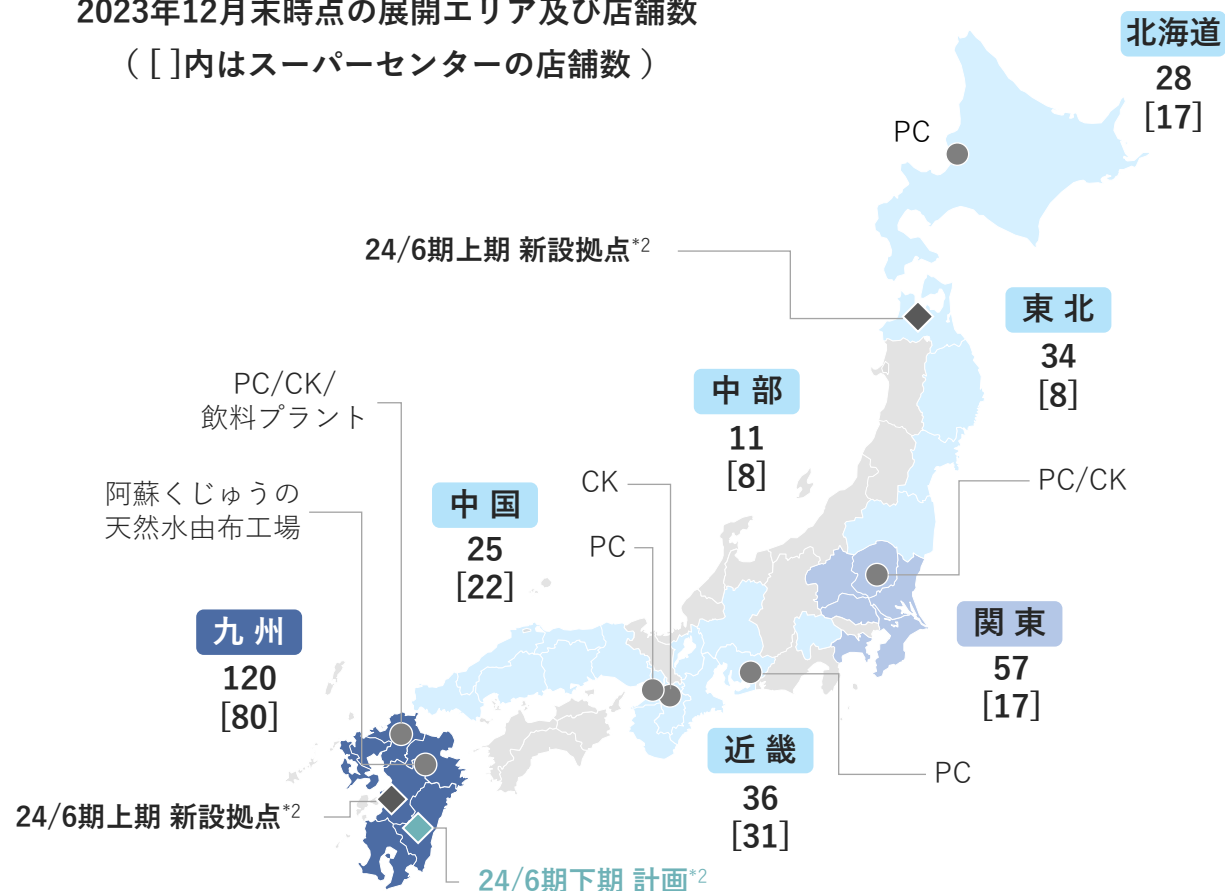 2023年12月末時点の展開エリア及び店舗数
（ [ ]内はスーパーセンターの店舗数 ）
北海道
28
[17]
PC
24/6期上期 新設拠点*2
東 北
34
[8]
PC/CK/
飲料プラント
中 部
11
[8]
阿蘇くじゅうの
天然水由布工場
中 国
25
[22]
CK
PC
PC/CK
九 州
120
[80]
関 東
57
[17]
近 畿
36
[31]
PC
24/6期上期 新設拠点*2
24/6期下期 計画*2